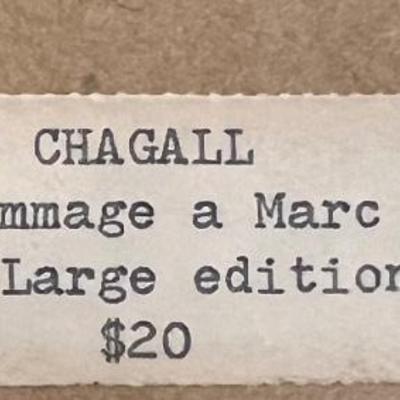 CHAGALL
mmage a Marc
Large edition
$20